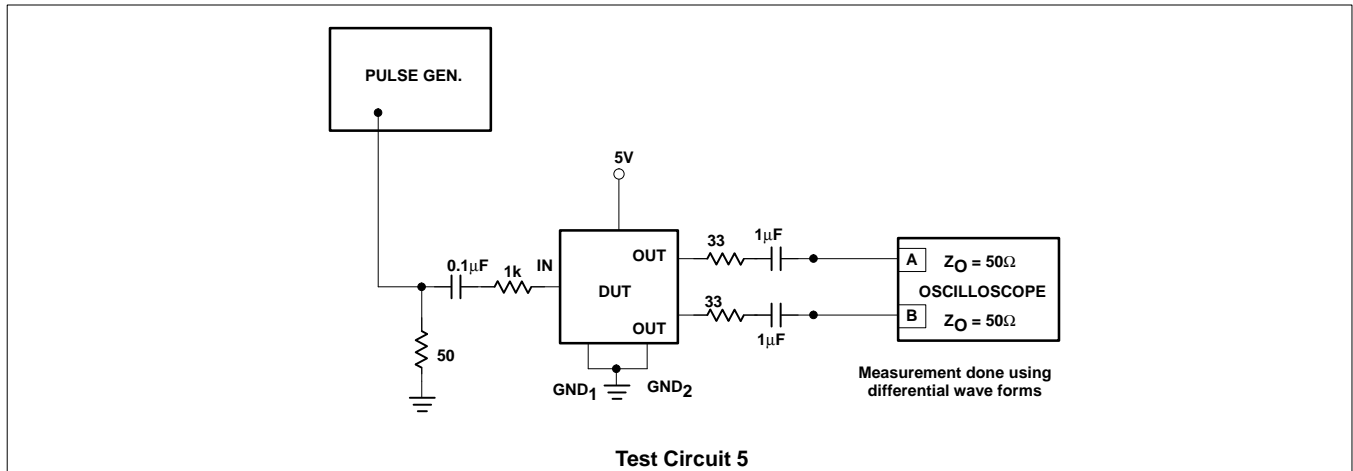 PULSE GEN.
5V
0.1μF
1k
IN
OUT
DUT
OUT
33
1μF
33
1μF
A
ZO = 50Ω
OSCILLOSCOPE
B
ZO = 50Ω
50
GND1
GND2
Measurement done using
differential wave forms
Test Circuit 5